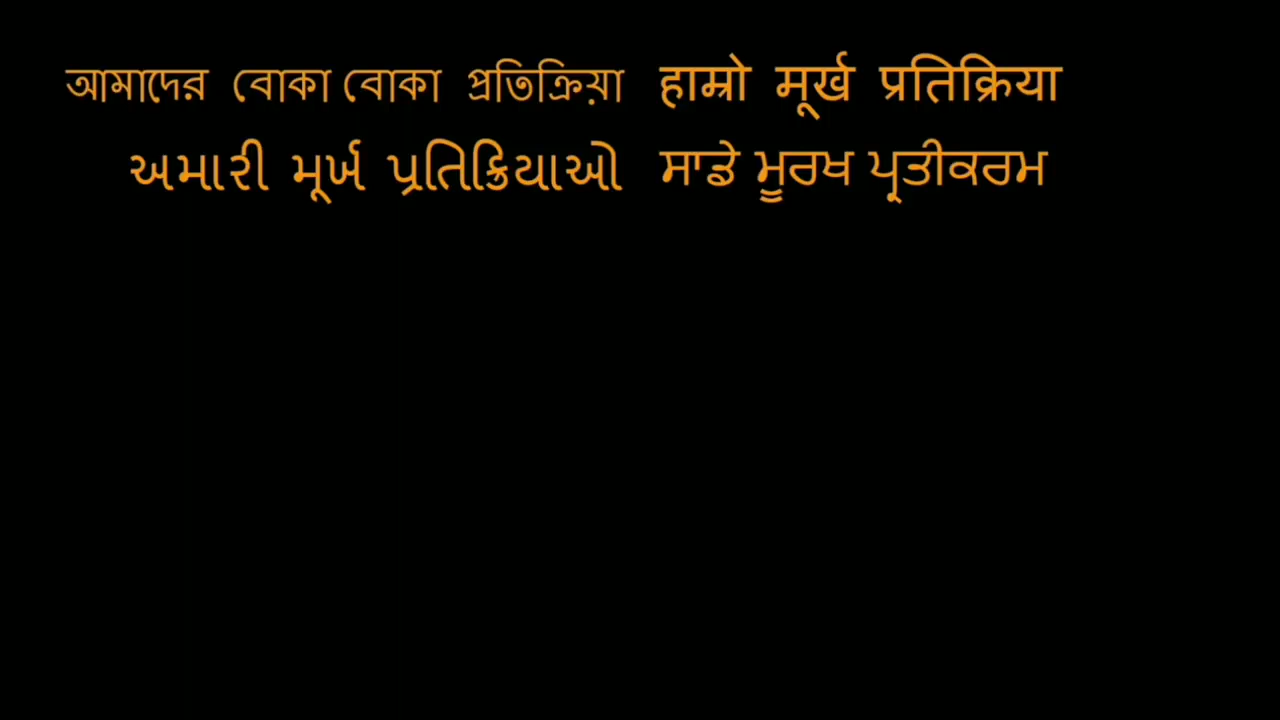 আমাদের বোকা বোকা প্রতিক্রিয়া हाम्रो मूर्ख प्रतिक्रिया
અમારી મૂર્ખ પ્રતિક્રિયાઓ ਸਾਡੇ ਮੂਰਖ ਪ੍ਰਤੀਕਰਮ